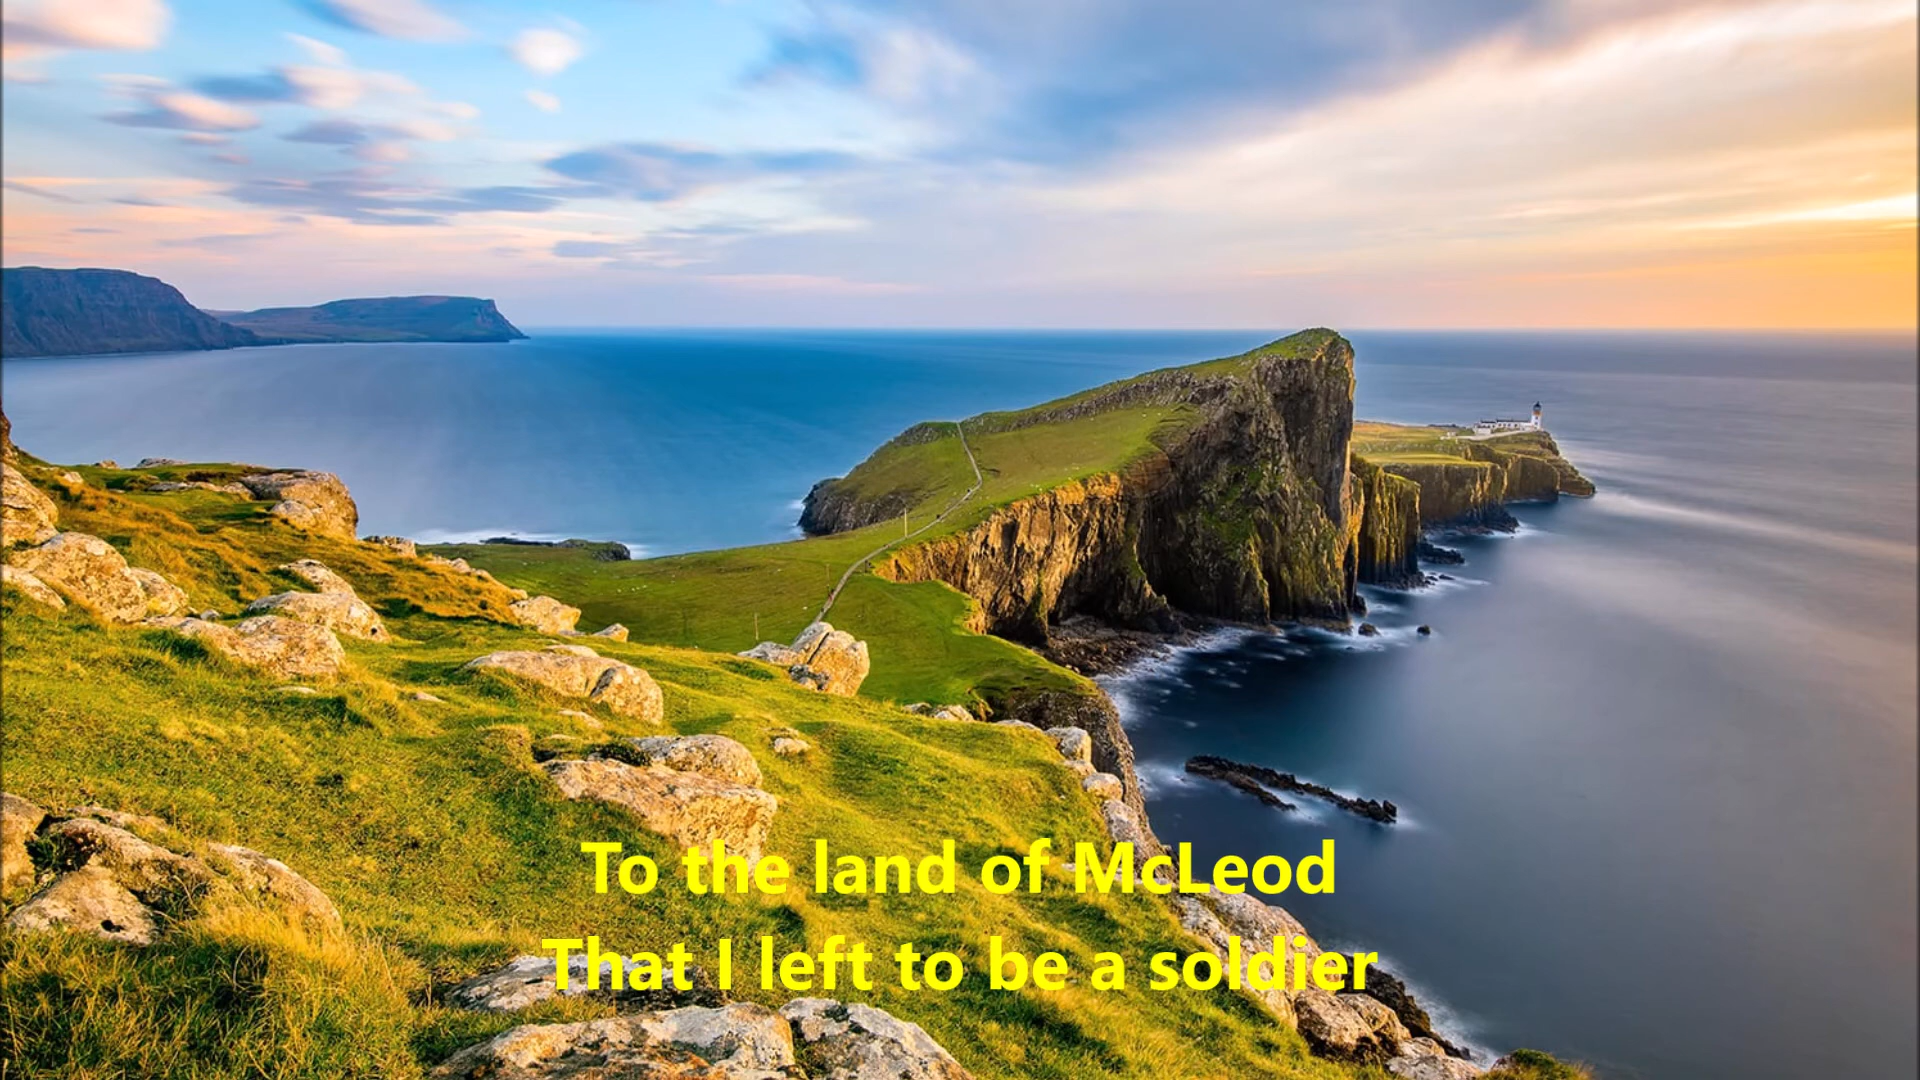 To the land of McLeod
That I left to be a soldier